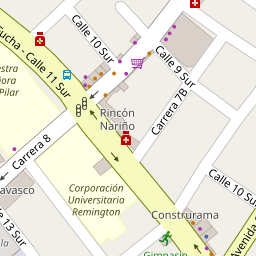 Calle 10 Sur
ucha - Calle 11 Sur
Calle 9 Sur
estra
ora
Pilar
Rincón
Nariño
Carrera 7B
Carrera 8
avasco
Corporación
Universitaria
Remington
Calle 10 Sur
Construrama
Calle 13 Sur
Avenida
Gimnasio